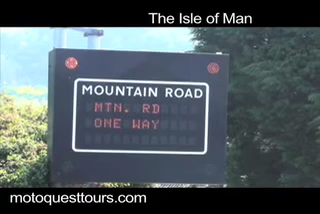 The Isle of Man
MOUNTAIN ROAD
MTN. RD
ONE WAY
motoquesttours.com